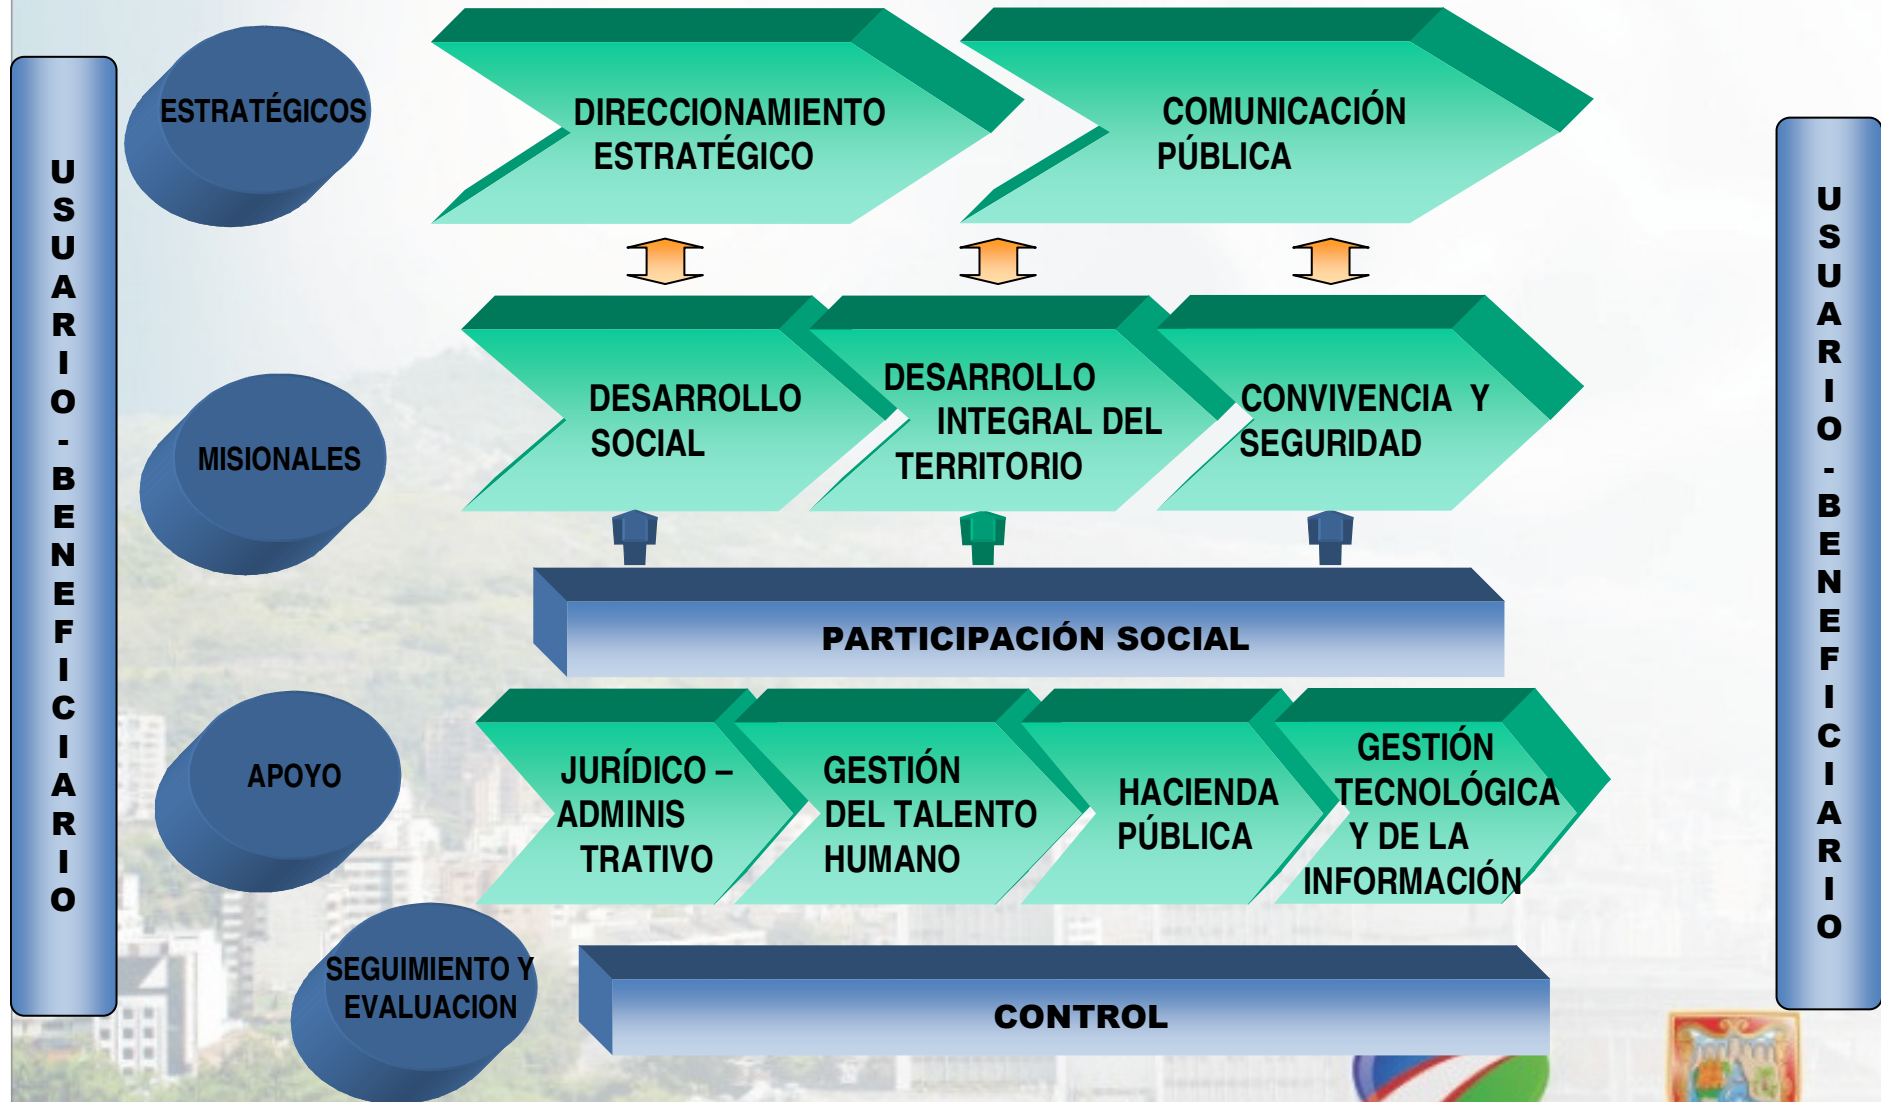 USUARIO-BENEFICIARIO
ESTRATÉGICOS
DIRECCIONAMIENTO
ESTRATÉGICO
COMUNICACIÓN
PÚBLICA
MISIONALES
DESARROLLO
SOCIAL
DESARROLLO
INTEGRAL DEL
TERRITORIO
CONVIVENCIA Y
SEGURIDAD
PARTICIPACIÓN SOCIAL
APOYO
JURÍDICO –
ADMINIS
TRATIVO
GESTIÓN
DEL TALENTO
HUMANO
HACIENDA
PÚBLICA
GESTIÓN
TECNOLÓGICA
Y DE LA
INFORMACIÓN
SEGUIMIENTO Y
EVALUACION
CONTROL
USUARIO-BENEFICIARIO